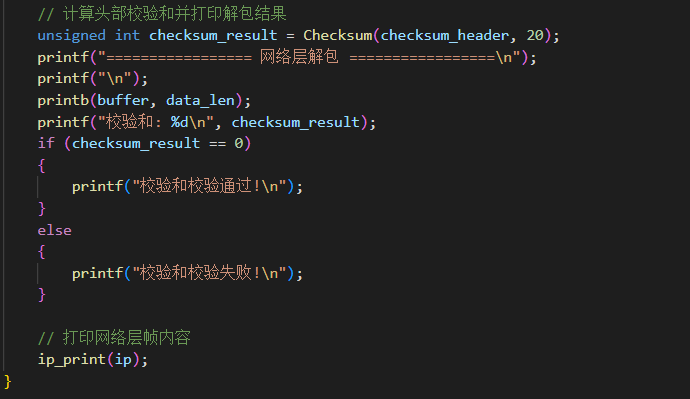 // 计算头部校验和并打印解包结果
unsigned int checksum_result = Checksum(checksum_header, 20);
printf("================= 网络层解包 =================\n");
printf("\n");
printb(buffer, data_len);
printf("校验和: %d\n", checksum_result);
if (checksum_result == 0)
{
printf("校验和校验通过!\n");
}
else
{
printf("校验和校验失败!\n");
}
// 打印网络层帧内容
ip_print(ip);
}